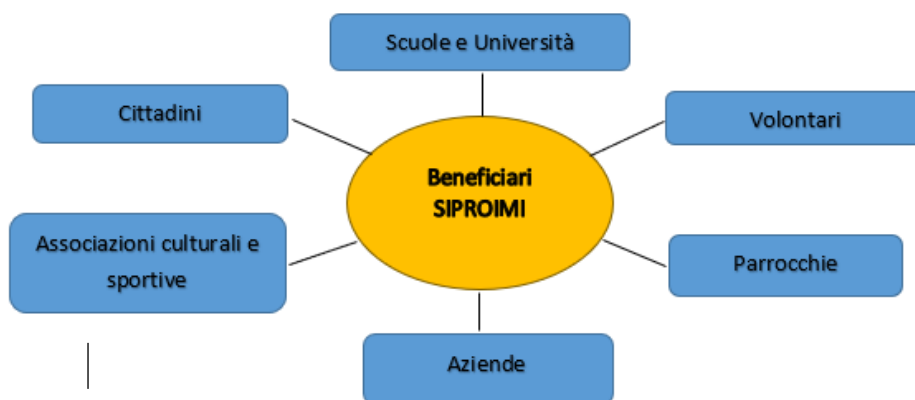 Scuole e Università
Cittadini
Volontari
Beneficiari
SIPROIMI
Associazioni culturali e
sportive
Parrocchie
Aziende